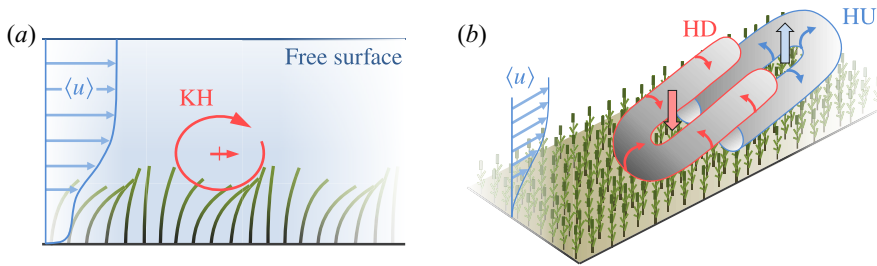 (a)
Free surface
⟨u⟩
KH
(b)
HD
HU
⟨u⟩